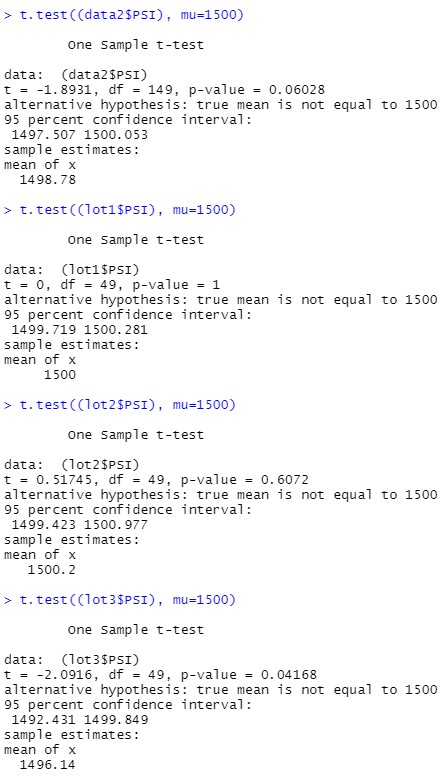 > t.test((data2$PSI), mu=1500)
One Sample t-test
data:  (data2$PSI)
t = -1.8931, df = 149, p-value = 0.06028
alternative hypothesis: true mean is not equal to 1500
95 percent confidence interval:
1497.507 1500.053
sample estimates:
mean of x
1498.78
> t.test((lot1$PSI), mu=1500)
One Sample t-test
data:  (lot1$PSI)
t = 0, df = 49, p-value = 1
alternative hypothesis: true mean is not equal to 1500
95 percent confidence interval:
1499.719 1500.281
sample estimates:
mean of x
1500
> t.test((lot2$PSI), mu=1500)
One Sample t-test
data:  (lot2$PSI)
t = 0.51745, df = 49, p-value = 0.6072
alternative hypothesis: true mean is not equal to 1500
95 percent confidence interval:
1499.423 1500.977
sample estimates:
mean of x
1500.2
> t.test((lot3$PSI), mu=1500)
One Sample t-test
data:  (lot3$PSI)
t = -2.0916, df = 49, p-value = 0.04168
alternative hypothesis: true mean is not equal to 1500
95 percent confidence interval:
1492.431 1499.849
sample estimates:
mean of x
1496.14